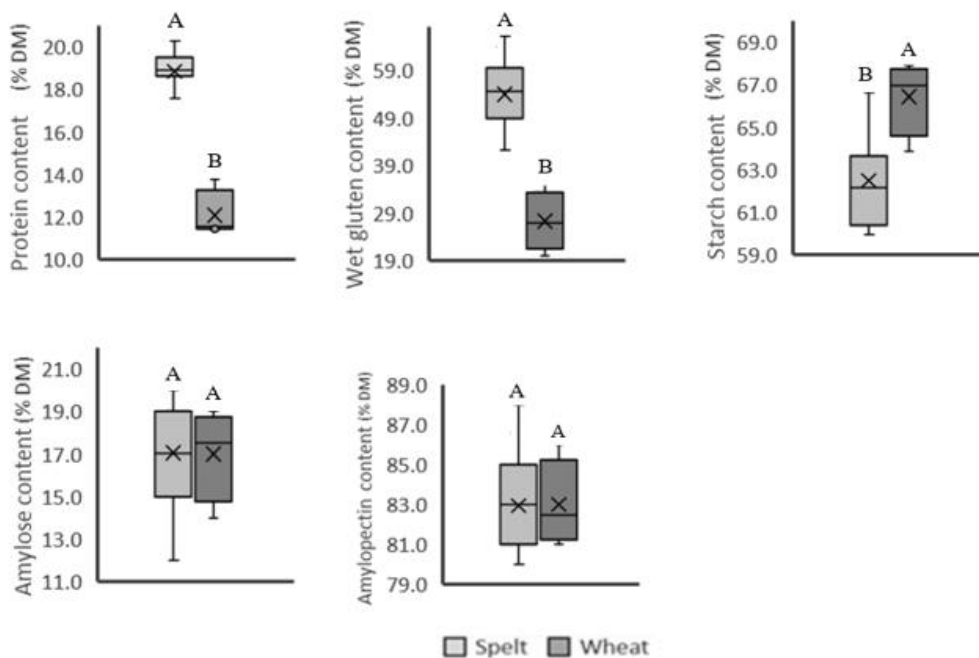 Protein content (% DM)
20.0
18.0
16.0
14.0
12.0
10.0
A
B
Wet gluten content (% DM)
59.0
49.0
39.0
29.0
19.0
A
B
Starch content (% DM)
69.0
67.0
65.0
63.0
61.0
59.0
B
A
Amylose content (% DM)
21.0
19.0
17.0
15.0
13.0
11.0
A
A
Amylopectin content (% DM)
89.0
87.0
85.0
83.0
81.0
79.0
A
A
Spelt
Wheat